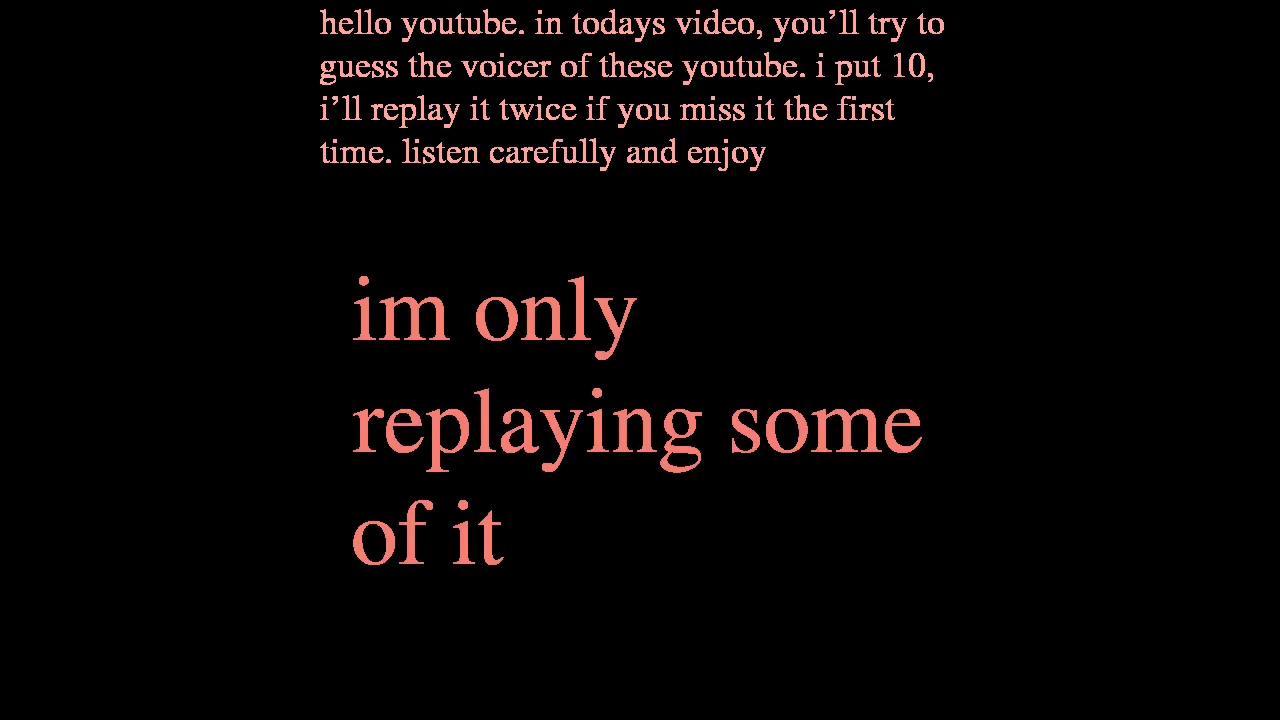 hello youtube. in todays video, you’ll try to
guess the voicer of these youtube. i put 10,
i’ll replay it twice if you miss it the first
time. listen carefully and enjoy
im only
replaying some
of it